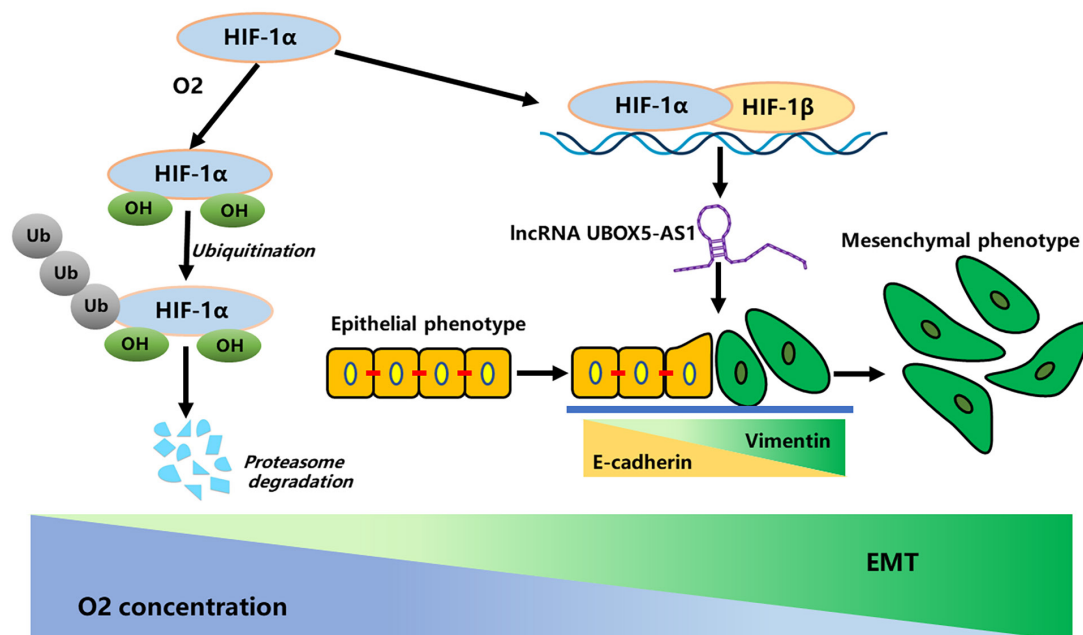 HIF-1α
O2
HIF-1α
OH
OH
Ubiquitination
Ub
Ub
Ub
HIF-1α
OH
OH
Proteasome
degradation
HIF-1α
HIF-1β
lncRNA UBOX5-AS1
Mesenchymal phenotype
Epithelial phenotype
Vimentin
E-cadherin
EMT
O2 concentration